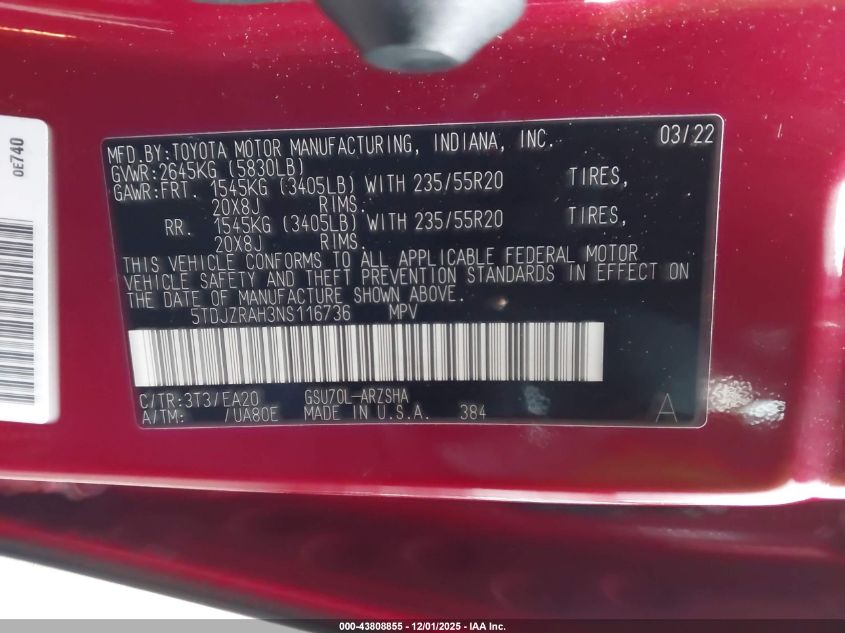 0E740
MFD.BY:TOYOTA MOTOR MANUFACTURING, INDIANA, INC. 03/22
GVWR:2645KG (5830LB)
GAWR:FRT. 1545KG (3405LB) WITH 235/55R20 TIRES,
20X8J RIMS.
RR. 1545KG (3405LB) WITH 235/55R20 TIRES,
20X8J RIMS.
THIS VEHICLE CONFORMS TO ALL APPLICABLE FEDERAL MOTOR
VEHICLE SAFETY AND THEFT PREVENTION STANDARDS IN EFFECT ON
THE DATE OF MANUFACTURE SHOWN ABOVE.
5TDJZRAH3NS116736 MPV
C/TR:3T3/EA20 GSU70L-ARZSHA
A/TM: /UA80E MADE IN U.S.A. 384 A
000-43808855 - 12/01/2025 - IAA Inc.